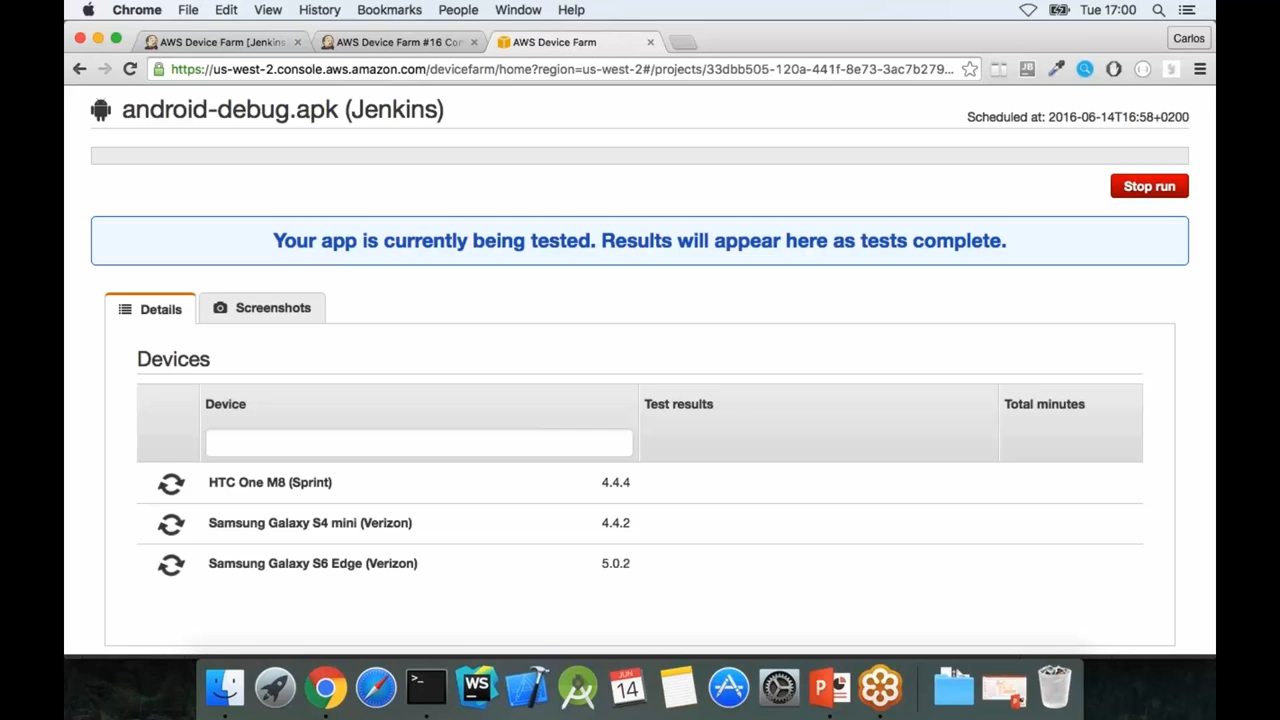 Chrome File Edit View History Bookmarks People Window Help Tue 17:00
AWS Device Farm [Jenkins AWS Device Farm #16 Con AWS Device Farm Carlos
https://us-west-2.console.aws.amazon.com/devicefarm/home?region=us-west-2#/projects/33dbb505-120a-441f-8e73-3ac7b279...
JB
android-debug.apk (Jenkins)
Scheduled at: 2016-06-14T16:58+0200
Stop run
Your app is currently being tested. Results will appear here as tests complete.
Details Screenshots
Devices
Device Test results Total minutes
HTC One M8 (Sprint) 4.4.4
Samsung Galaxy S4 mini (Verizon) 4.4.2
Samsung Galaxy S6 Edge (Verizon) 5.0.2
>_ WS JUN 14 P